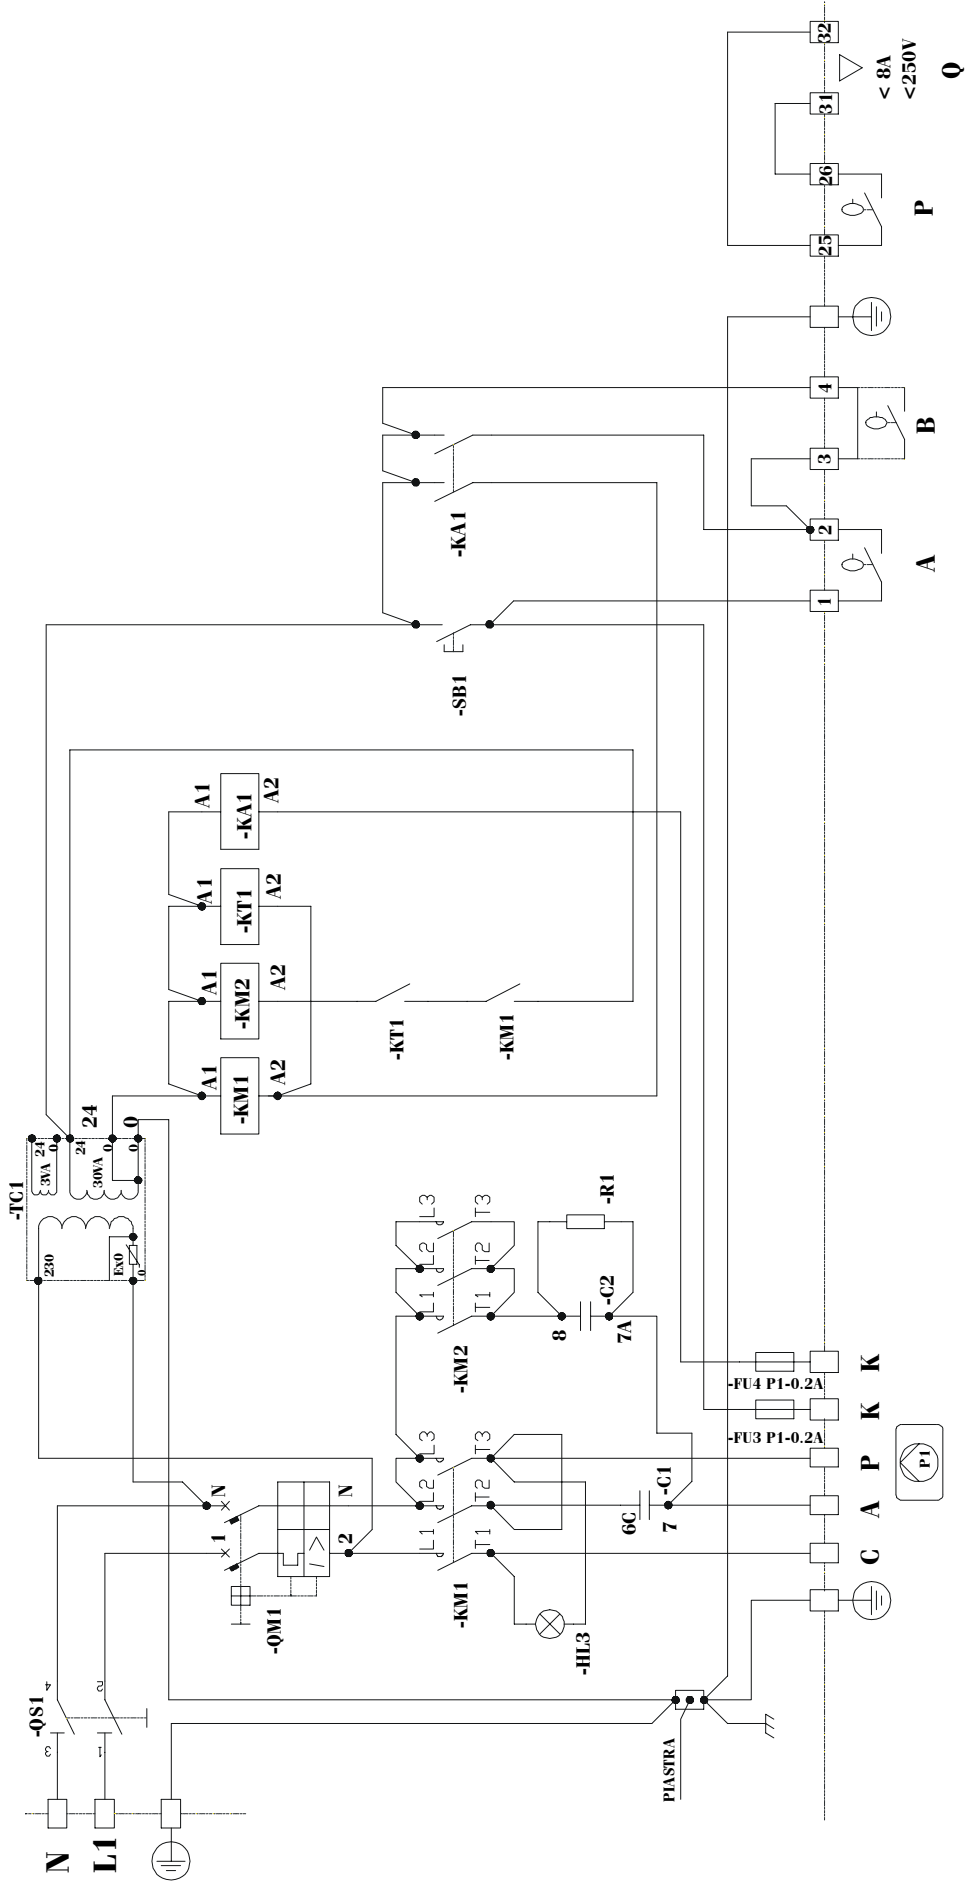 N
L1
-QS1
3
4
1
2
PIASTRA
-QM1
1
N
I>
2
N
-TC1
230
Ex0
0
3VA
24
0
30VA
24
0
0
24
0
-KM1
L1
L2
L3
T1
T2
T3
-HL3
6C
7
-C1
-KM2
L1
L2
L3
T1
T2
T3
8
7A
-C2
-R1
A1
-KM1
A2
A1
-KM2
A2
A1
-KT1
A2
A1
-KA1
A2
-KT1
-KM1
-SB1
-KA1
-FU3 P1-0.2A
-FU4 P1-0.2A
C
A
P
K
K
P1
1
2
3
4
25
26
31
32
A
B
P
< 8A
<250V
Q